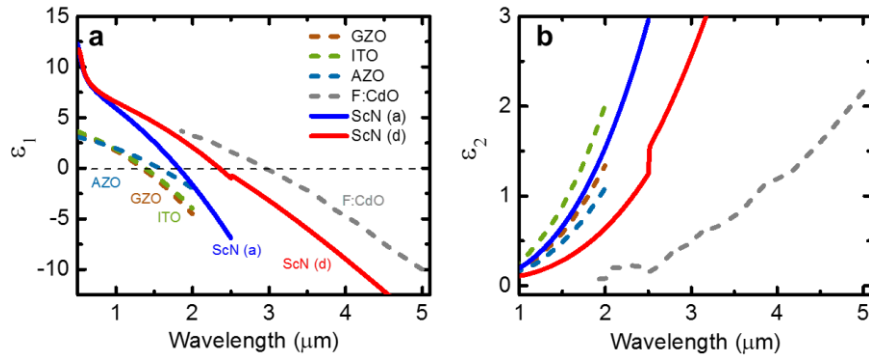 a
15
10
5
0
-5
-10
ε1
1 2 3 4 5
Wavelength (μm)
GZO
ITO
AZO
F:CdO
ScN (a)
ScN (d)
AZO
GZO
ITO
F:CdO
ScN (a)
ScN (d)
b
3
2
1
0
ε2
1 2 3 4 5
Wavelength (μm)